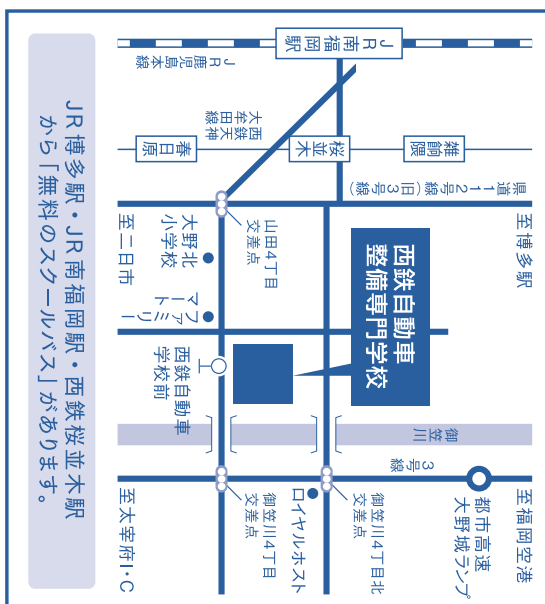 JR南福岡駅
JR鹿児島本線
西鉄天神
大牟田線
春日原
桜並木
雑餉隈
県道112号線(旧3号線)
至博多駅
至二日市
山田4丁目
交差点
大野北
小学校
西鉄自動車
整備専門学校
ファミリー
マート
西鉄自動車
学校前
御笠川
3号線
至福岡空港
都市高速
大野城ランプ
御笠川4丁目北
交差点
ロイヤルホスト
御笠川4丁目
交差点
至太宰府I・C
JR博多駅・JR南福岡駅・西鉄桜並木駅
から「無料のスクールバス」があります。